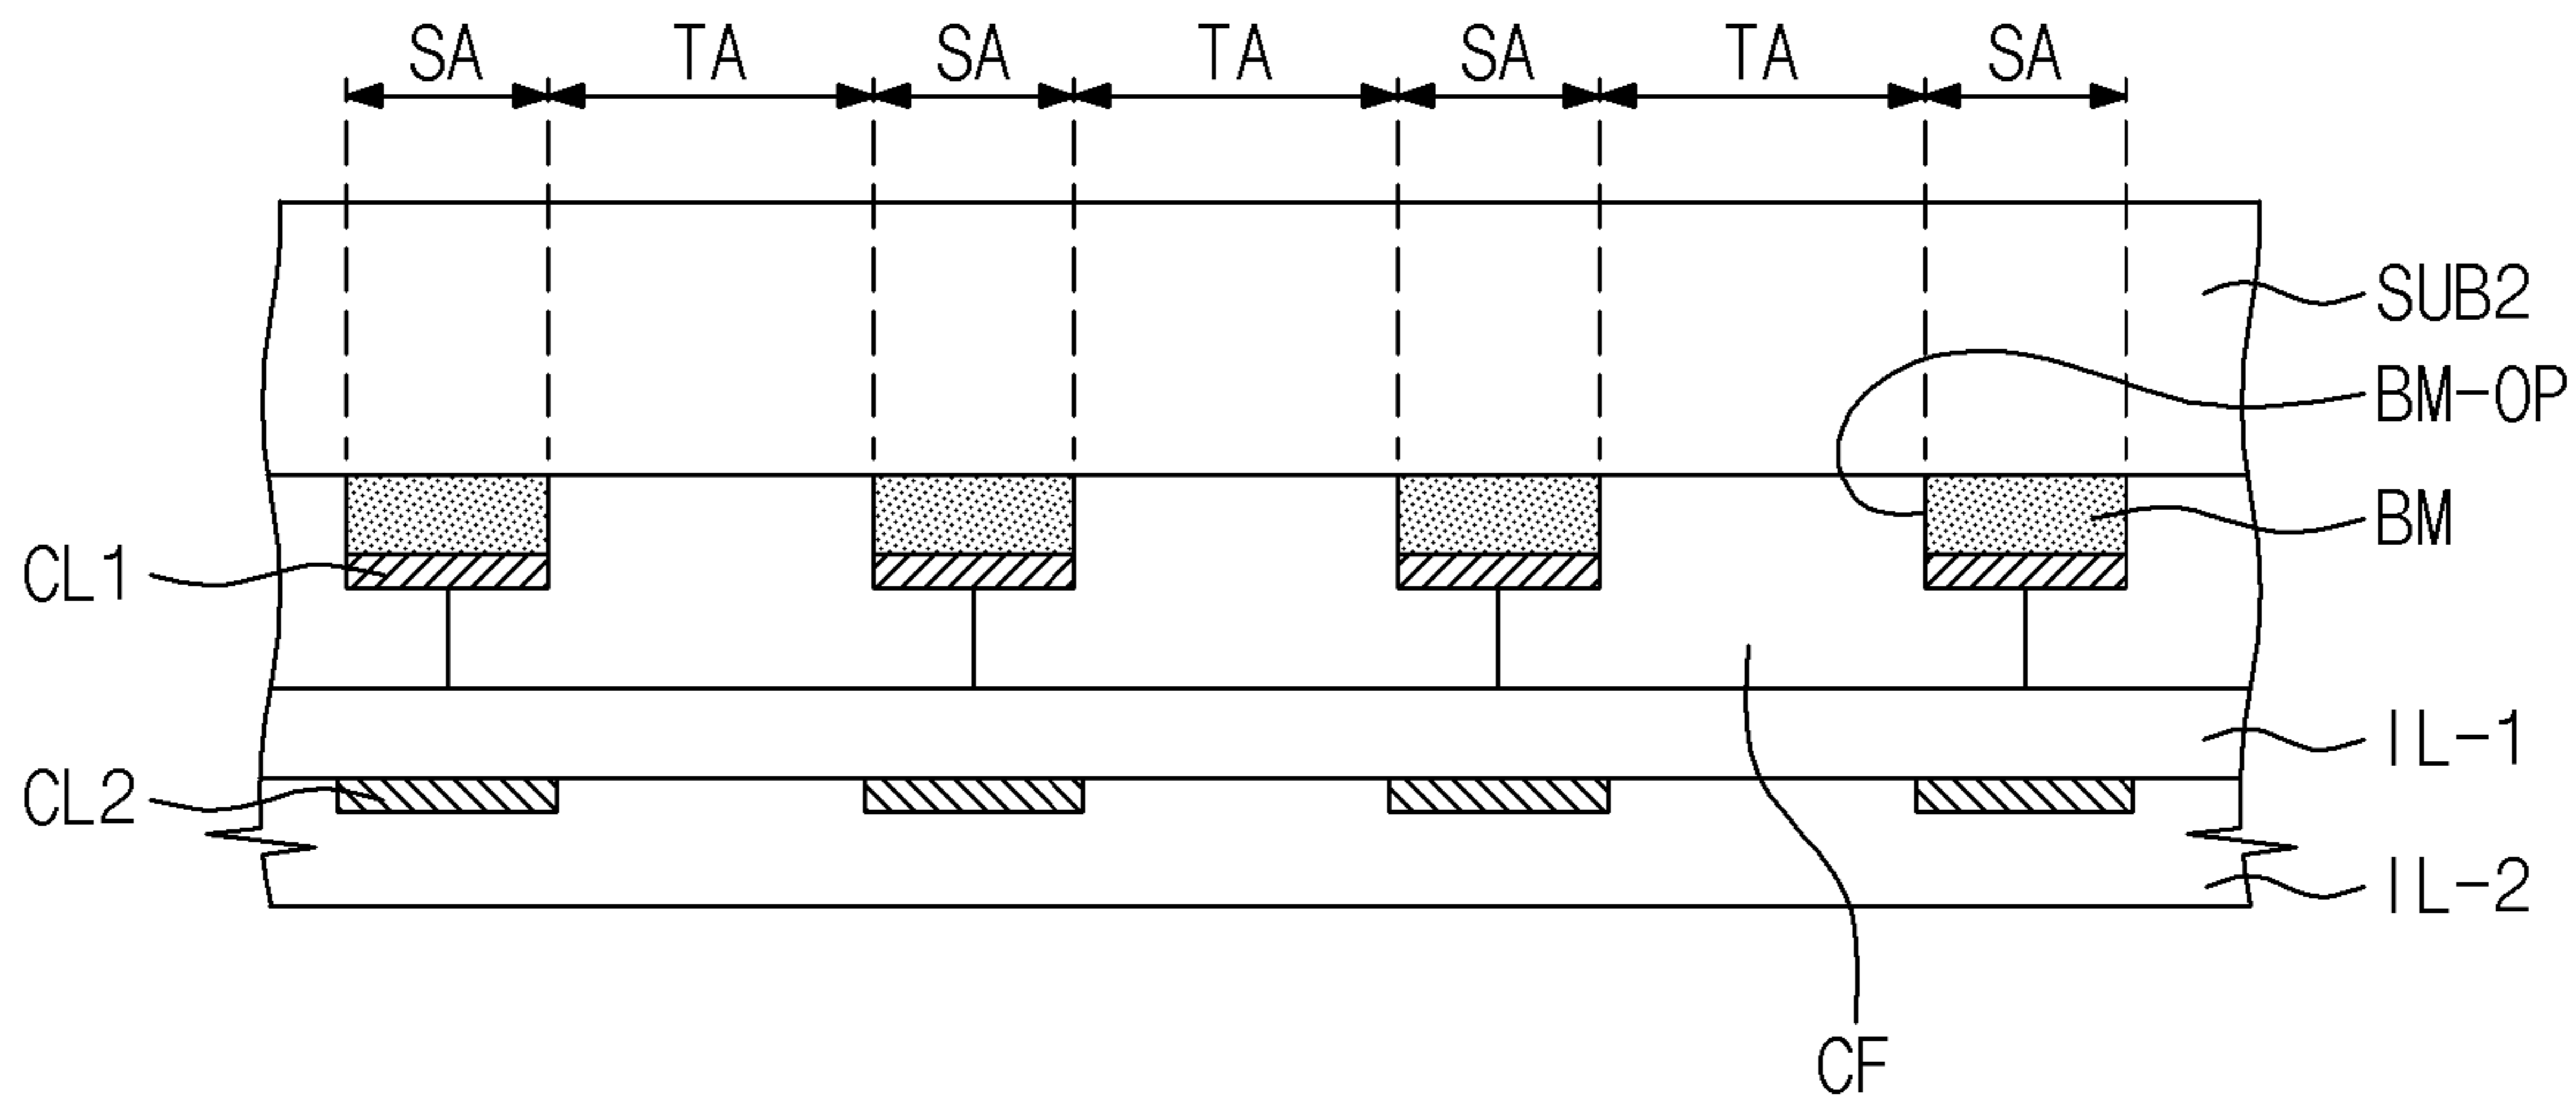 SA TA SA TA SA TA SA
SUB2
BM-OP
BM
CL1
IL-1
CL2
IL-2
CF